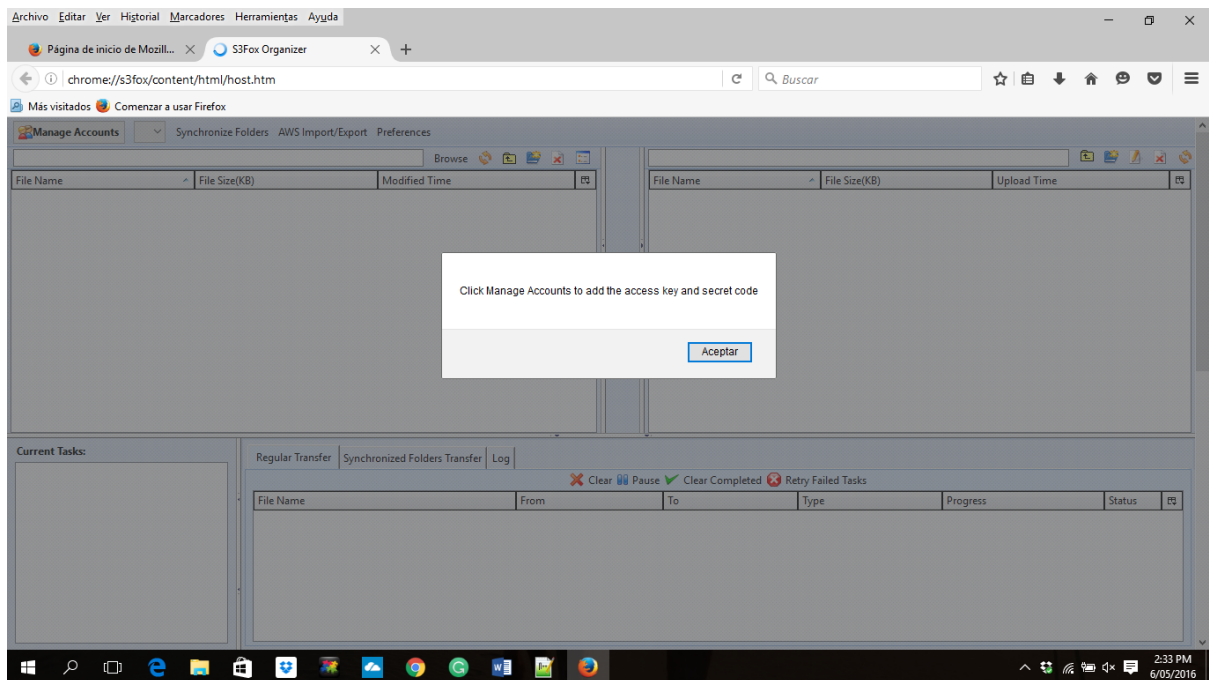 Archivo Editar Ver Historial Marcadores Herramientas Ayuda
Página de inicio de Mozill... S3Fox Organizer
chrome://s3fox/content/html/host.htm Buscar
Más visitados Comenzar a usar Firefox
Manage Accounts Synchronize Folders AWS Import/Export Preferences
Browse
File Name File Size(KB) Modified Time File Name File Size(KB) Upload Time
Click Manage Accounts to add the access key and secret code
Aceptar
Current Tasks:
Regular Transfer Synchronized Folders Transfer Log
Clear Pause Clear Completed Retry Failed Tasks
File Name From To Type Progress Status
2:33 PM
6/05/2016